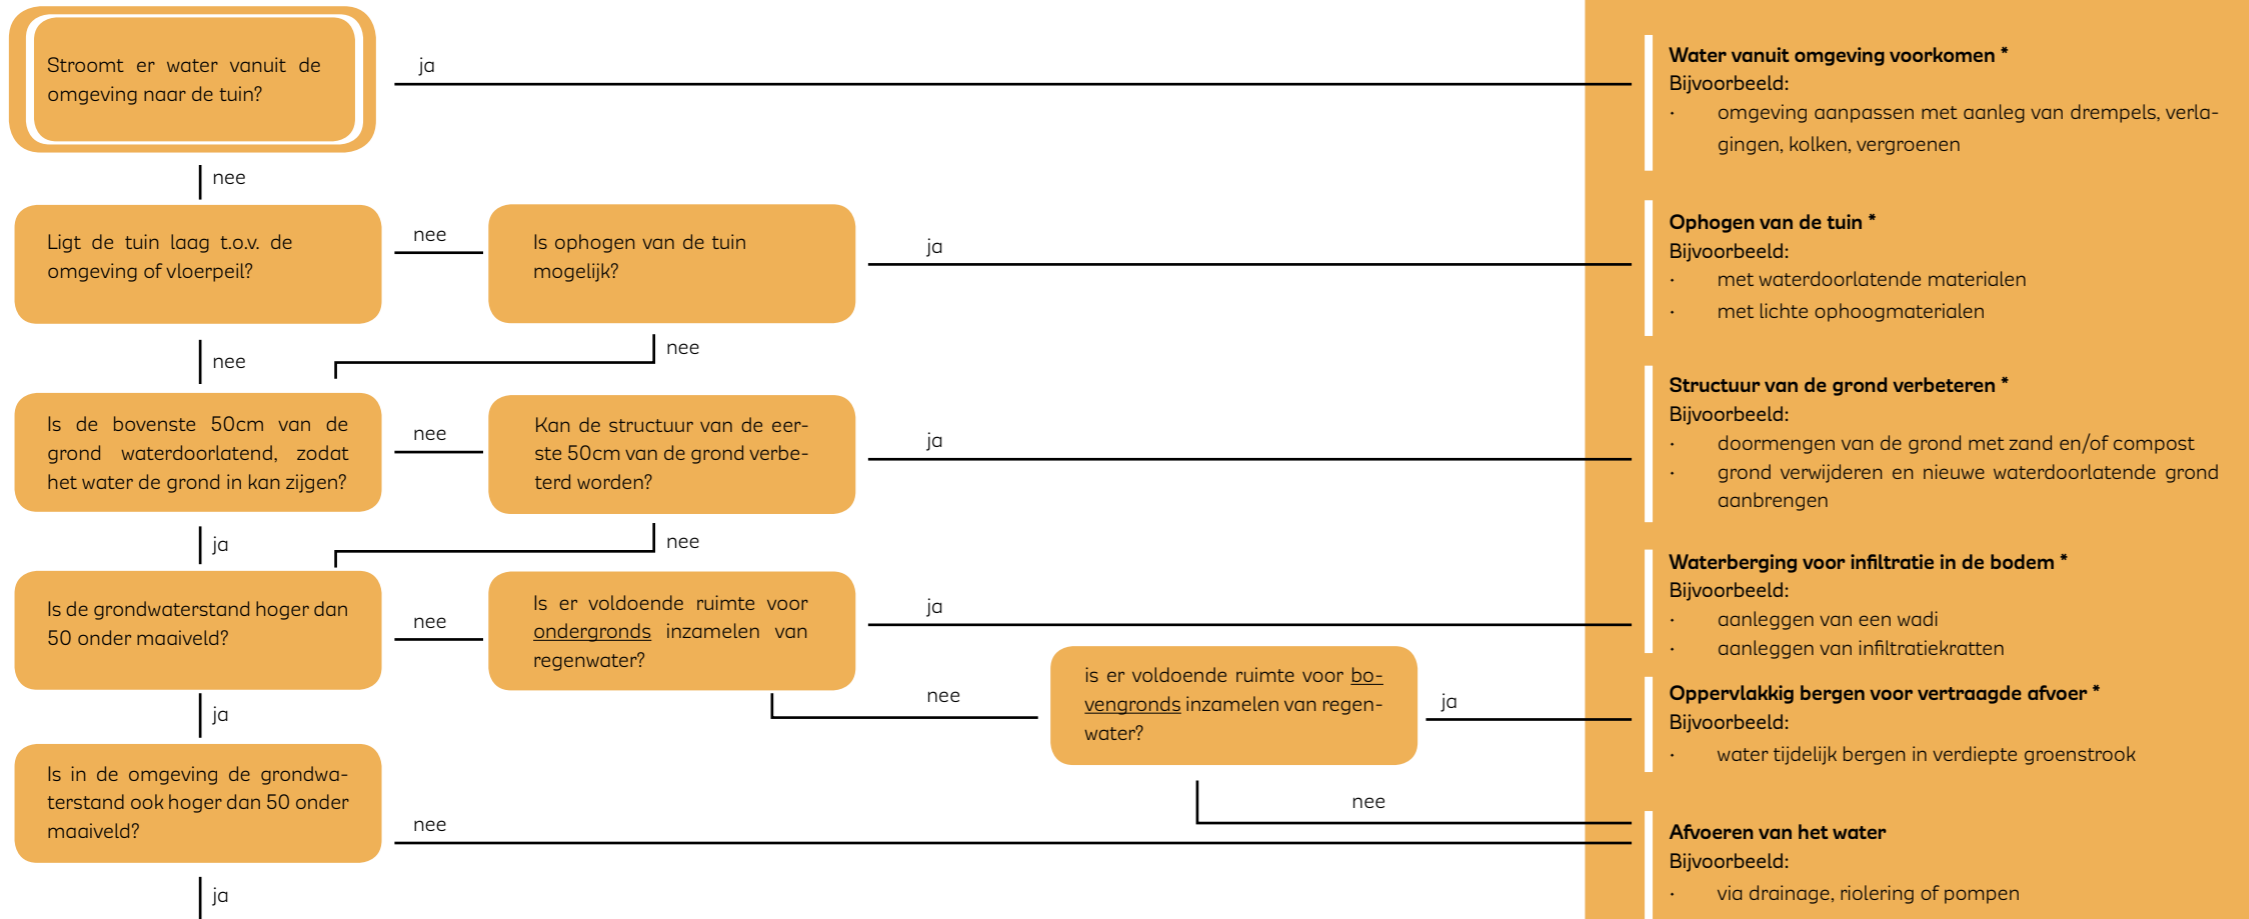 Stroomt er water vanuit de
omgeving naar de tuin?
ja
Water vanuit omgeving voorkomen *
Bijvoorbeeld:
· omgeving aanpassen met aanleg van drempels, verla-
gingen, kolken, vergroenen
nee
Ligt de tuin laag t.o.v. de
omgeving of vloerpeil?
nee
Is ophogen van de tuin
mogelijk?
ja
Ophogen van de tuin *
Bijvoorbeeld:
· met waterdoorlatende materialen
· met lichte ophoogmaterialen
nee
nee
Is de bovenste 50cm van de
grond waterdoorlatend, zodat
het water de grond in kan zijgen?
nee
Kan de structuur van de eer-
ste 50cm van de grond verbe-
terd worden?
ja
Structuur van de grond verbeteren *
Bijvoorbeeld:
· doormengen van de grond met zand en/of compost
· grond verwijderen en nieuwe waterdoorlatende grond
aanbrengen
ja
nee
Is de grondwaterstand hoger dan
50 onder maaiveld?
nee
Is er voldoende ruimte voor
ondergronds inzamelen van
regenwater?
ja
Waterberging voor infiltratie in de bodem *
Bijvoorbeeld:
· aanleggen van een wadi
· aanleggen van infiltratiekratten
nee
is er voldoende ruimte voor bo-
vengronds inzamelen van regen-
water?
ja
Oppervlakkig bergen voor vertraagde afvoer *
Bijvoorbeeld:
· water tijdelijk bergen in verdiepte groenstrook
ja
Is in de omgeving de grondwa-
terstand ook hoger dan 50 onder
maaiveld?
nee
nee
Afvoeren van het water
Bijvoorbeeld:
· via drainage, riolering of pompen
ja